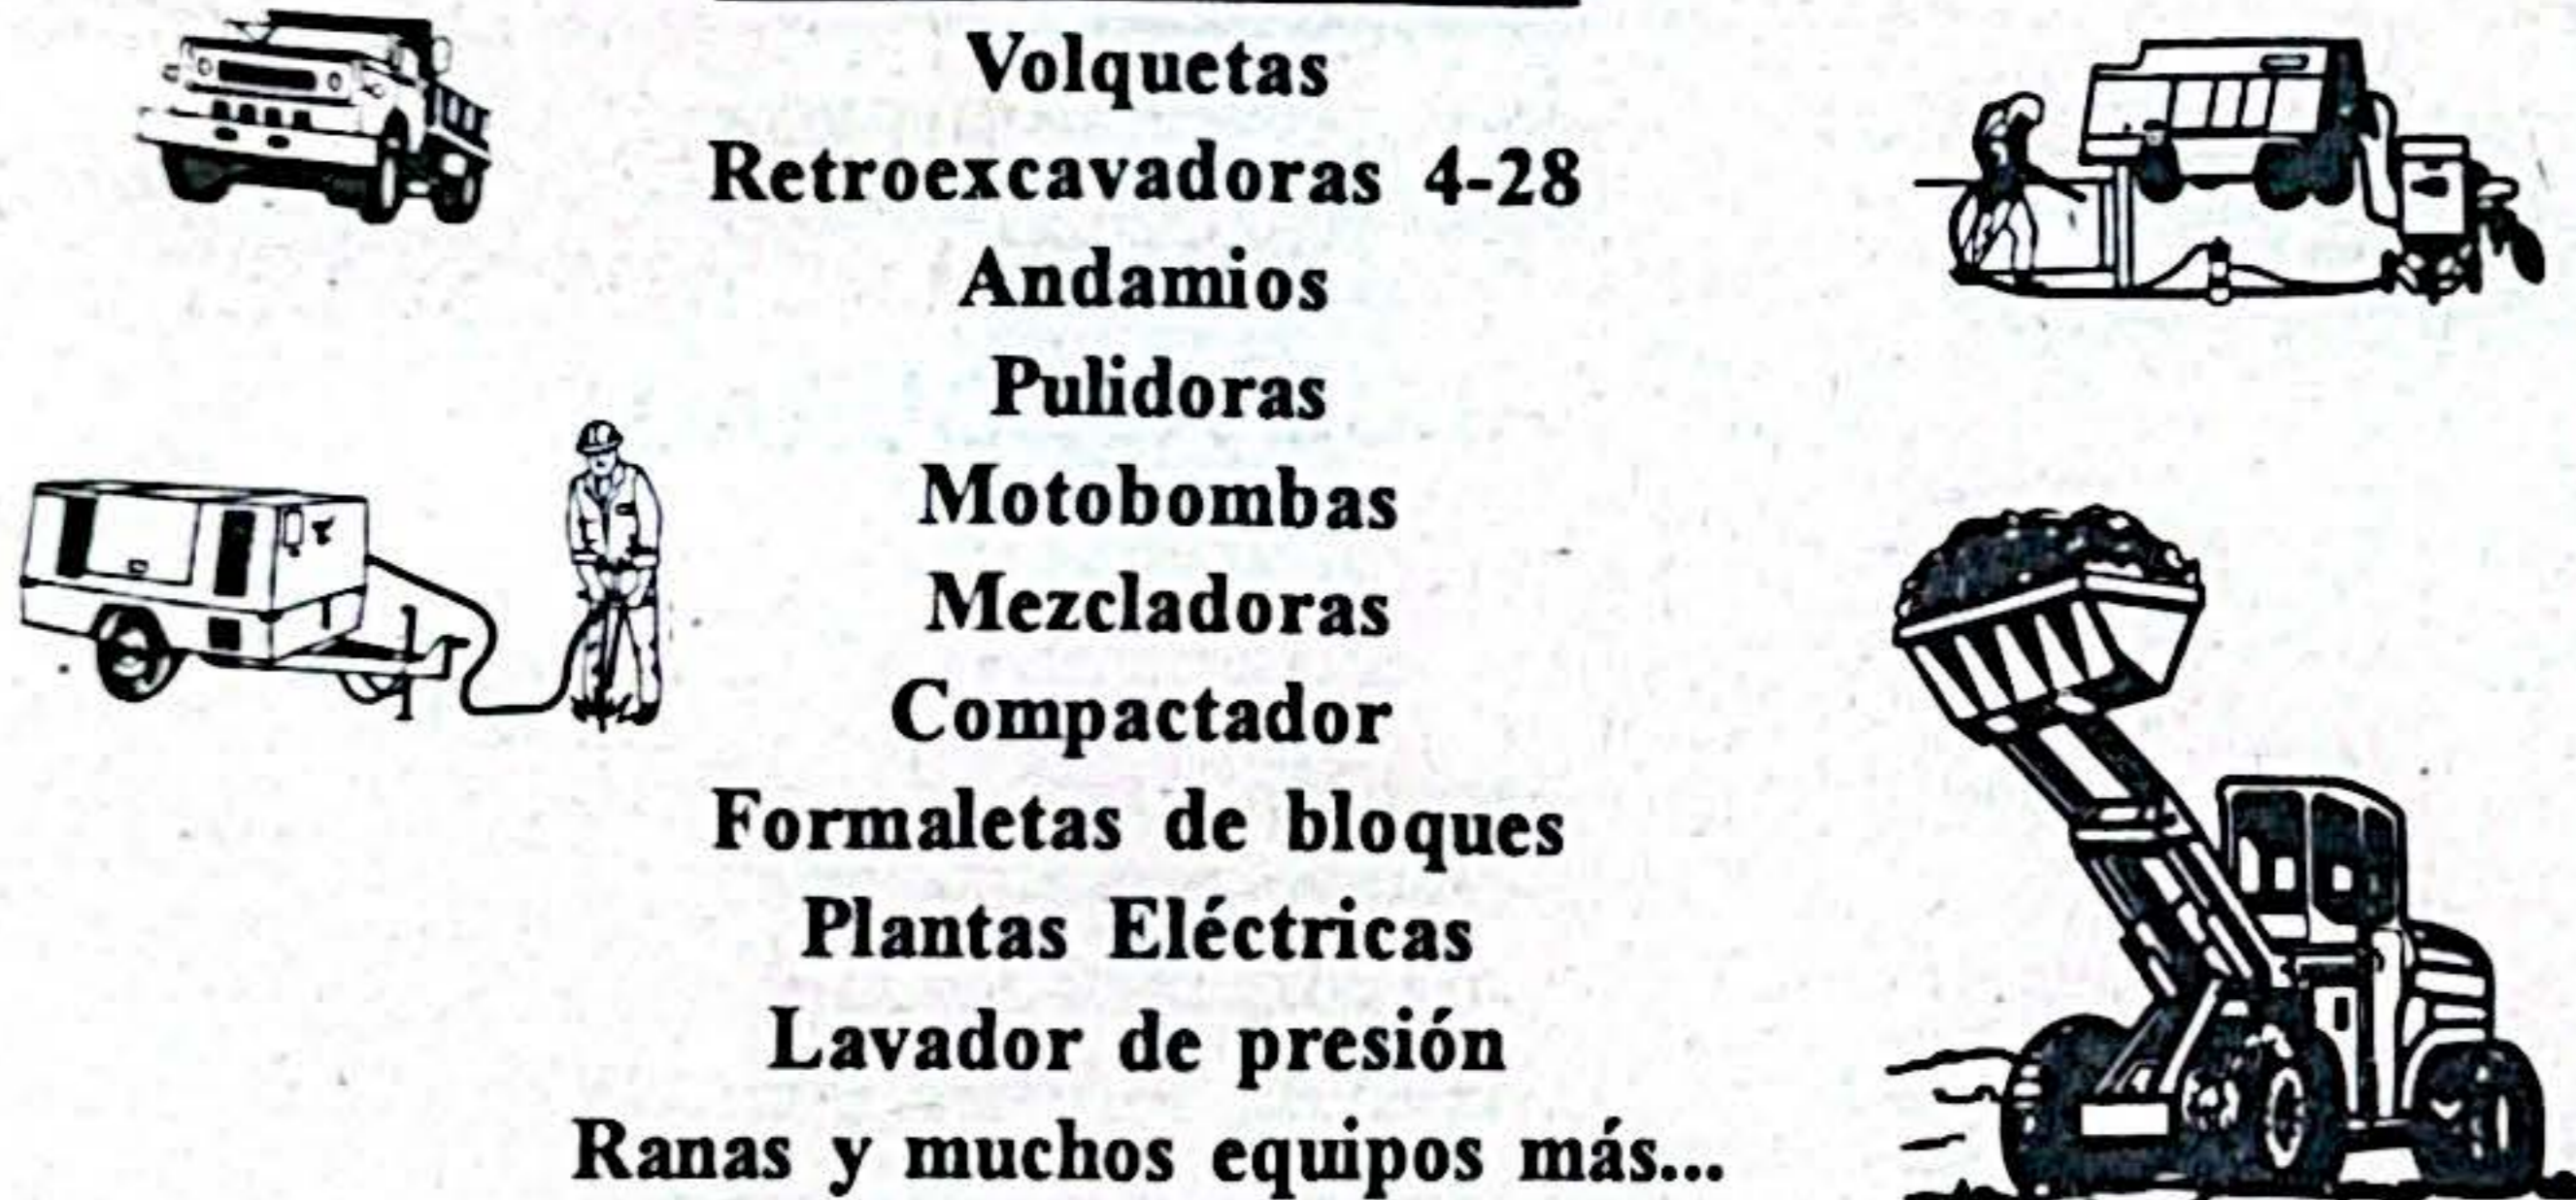 Volquetas
Retroexcavadoras 4-28
Andamios
Pulidoras
Motobombas
Mezcladoras
Compactador
Formaletas de bloques
Plantas Eléctricas
Lavador de presión
Ranas y muchos equipos más...